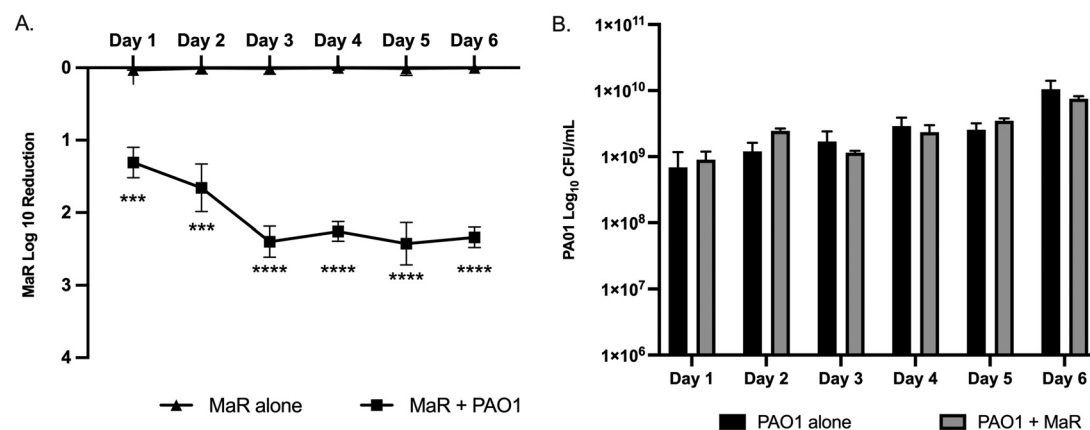 A.
Day 1 Day 2 Day 3 Day 4 Day 5 Day 6
MaR Log 10 Reduction
0
1
2
3
4
***
***
****
****
****
****
MaR alone
MaR + PAO1
B.
PA01 Log10 CFU/mL
1×10¹¹
1×10¹⁰
1×10⁹
1×10⁸
1×10⁷
1×10⁶
Day 1 Day 2 Day 3 Day 4 Day 5 Day 6
PAO1 alone
PAO1 + MaR